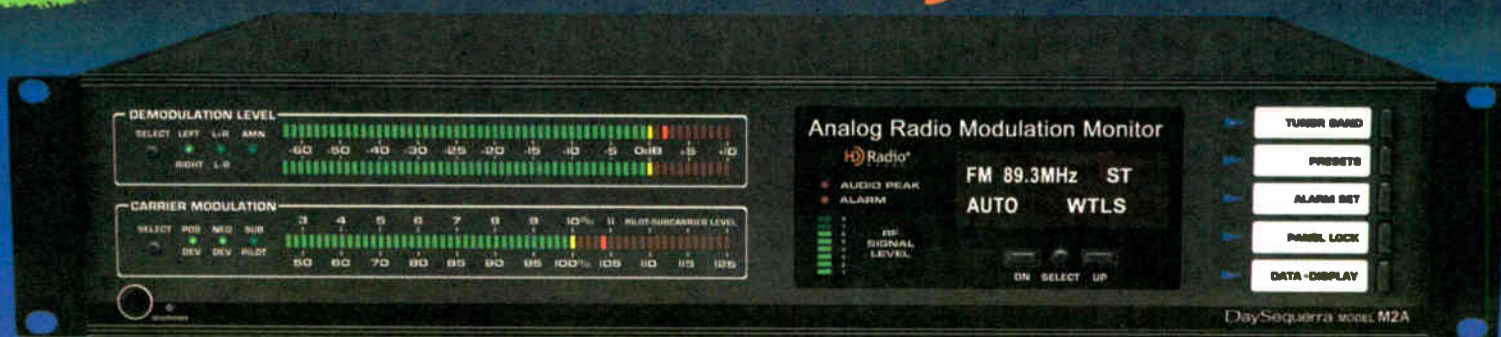 DEMODULATION LEVEL
SELECT LEFT L+R AMN
RIGHT L-R
-60 -50 -40 -25 -20 -15 -10 -5 0dB +5 +10
CARRIER MODULATION
3 4 5 6 7 8 9 10% 11 PILOT-SUBCARRIER LEVEL
SELECT POS NEG SUB
DEV DEV PILOT
50 60 70 80 85 90 95 100% 105 110 115 125
Analog Radio Modulation Monitor
HD Radio
AUDIO PEAK
ALARM
RF
SIGNAL
LEVEL
FM 89.3MHz ST
AUTO WTLS
DN SELECT UP
TUNER BAND
PRESETS
ALARM SET
PANEL LOCK
DATA-DISPLAY
DaySequerra MODEL M2A